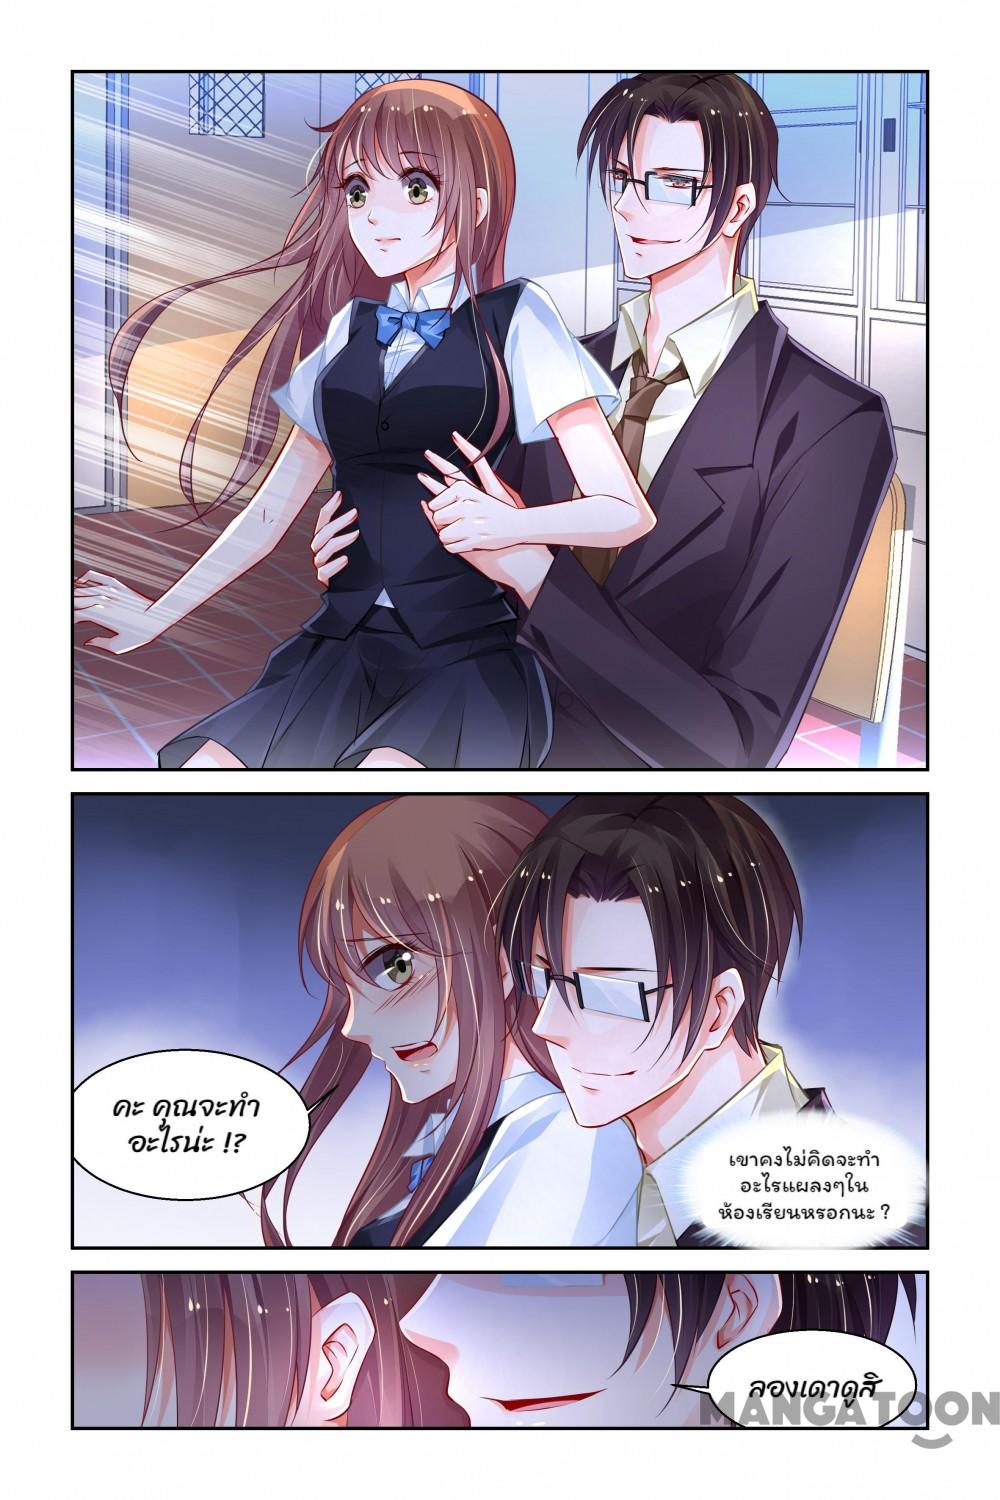 คะ คุณจะทำ
อะไรน่ะ !?
เขาคงไม่คิดจะทำ
อะไรแผลงๆใน
ห้องเรียนหรอกนะ ?
ลองเดาดูสิ
MANGATOON